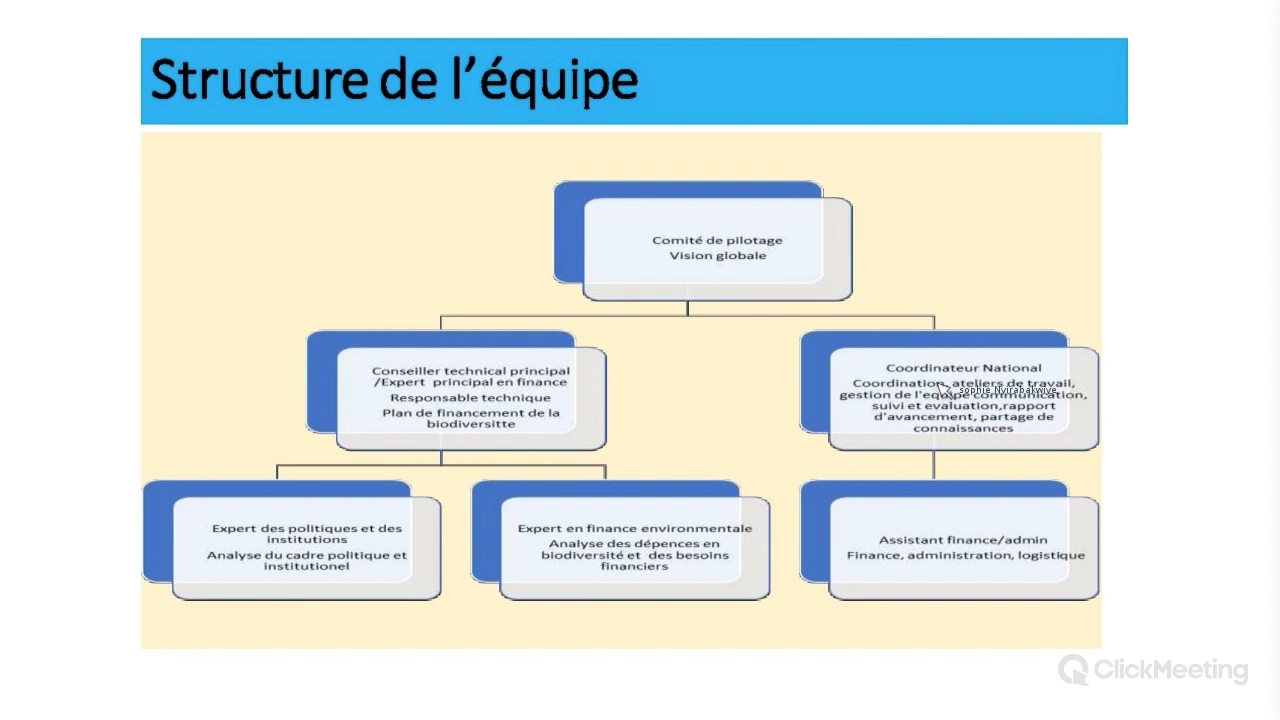 Structure de l'équipe
Comité de pilotage
Vision globale
Conseiller technical principal
/Expert principal en finance
Responsable technique
Plan de financement de la
biodiversitte
Coordinateur National
Coordination, ateliers de travail,
gestion de l'equipe communication,
suivi et evaluation,rapport
d'avancement, partage de
connaissances
sophie Nyirabakwiye
Expert des politiques et des
institutions
Analyse du cadre politique et
institutionel
Expert en finance environmentale
Analyse des dépences en
biodiversité et des besoins
financiers
Assistant finance/admin
Finance, administration, logistique
ClickMeeting